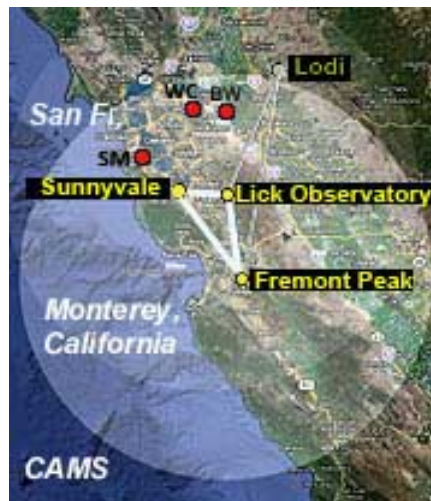 Lodi
WC
BW
San Fr,
SM
Sunnyvale
Lick Observatory
Fremont Peak
Monterey,
California
CAMS